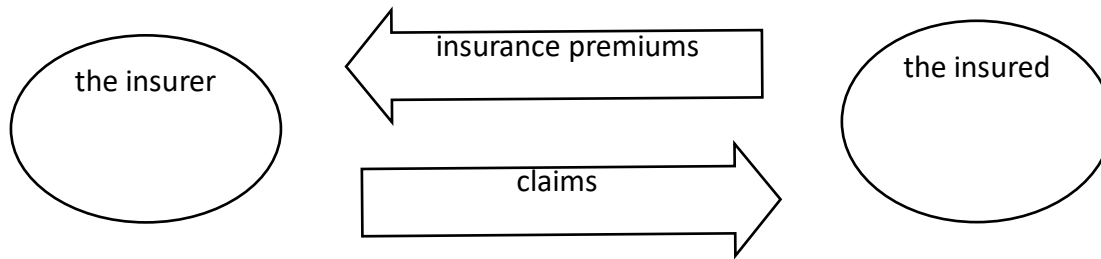 the insurer
insurance premiums
the insured
claims